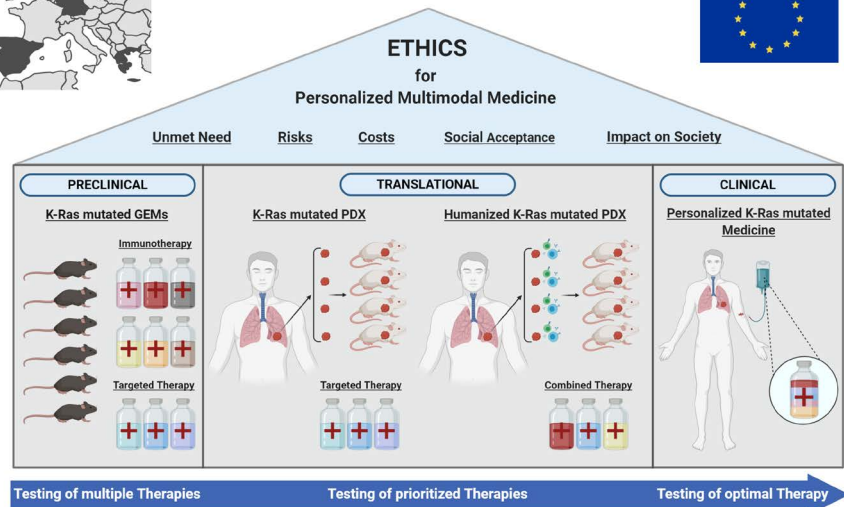 ETHICS
for
Personalized Multimodal Medicine
Unmet Need Risks Costs Social Acceptance Impact on Society
PRECLINICAL
K-Ras mutated GEMs
Immunotherapy
Targeted Therapy
TRANSLATIONAL
K-Ras mutated PDX
Targeted Therapy
Humanized K-Ras mutated PDX
Combined Therapy
CLINICAL
Personalized K-Ras mutated
Medicine
Testing of multiple Therapies
Testing of prioritized Therapies
Testing of optimal Therapy